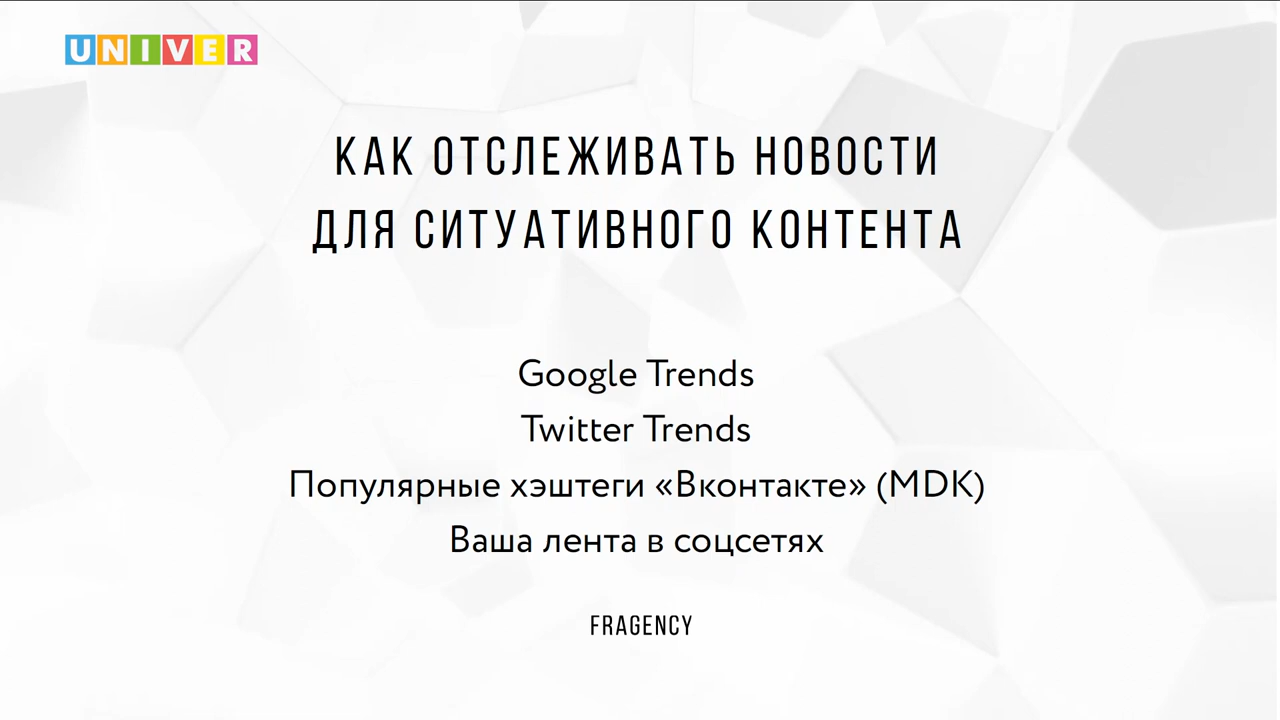 UNIVER
КАК ОТСЛЕЖИВАТЬ НОВОСТИ
ДЛЯ СИТУАТИВНОГО КОНТЕНТА
Google Trends
Twitter Trends
Популярные хэштеги «Вконтакте» (MDK)
Ваша лента в соцсетях
FRAGENCY